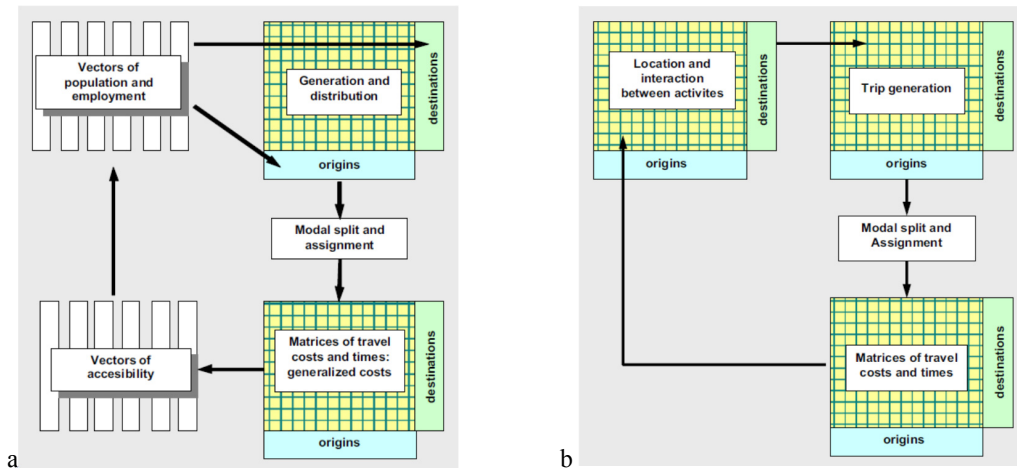 Vectors of
population and
employment
Generation and
distribution
destinations
origins
Modal split and
assignment
Vectors of
accesibility
Matrices of travel
costs and times:
generalized costs
destinations
origins
a
Location and
interaction
between activites
destinations
origins
Trip generation
destinations
origins
Modal split and
Assignment
Matrices of travel
costs and times
destinations
origins
b